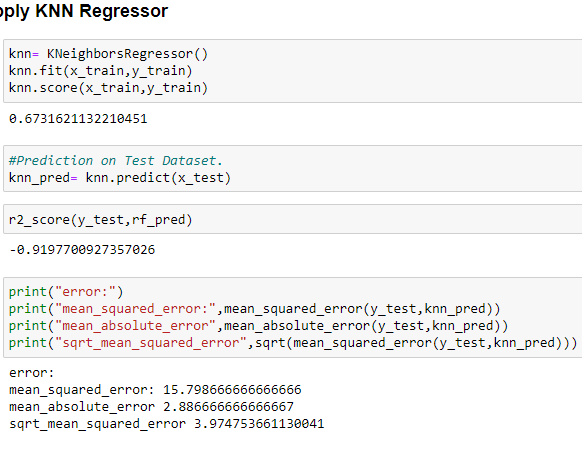 pply KNN Regressor
knn= KNeighborsRegressor()
knn.fit(x_train,y_train)
knn.score(x_train,y_train)
0.6731621132210451
#Prediction on Test Dataset.
knn_pred= knn.predict(x_test)
r2_score(y_test,rf_pred)
-0.9197700927357026
print("error:")
print("mean_squared_error:",mean_squared_error(y_test,knn_pred))
print("mean_absolute_error",mean_absolute_error(y_test,knn_pred))
print("sqrt_mean_squared_error",sqrt(mean_squared_error(y_test,knn_pred)))
error:
mean_squared_error: 15.798666666666666
mean_absolute_error 2.886666666666667
sqrt_mean_squared_error 3.974753661130041